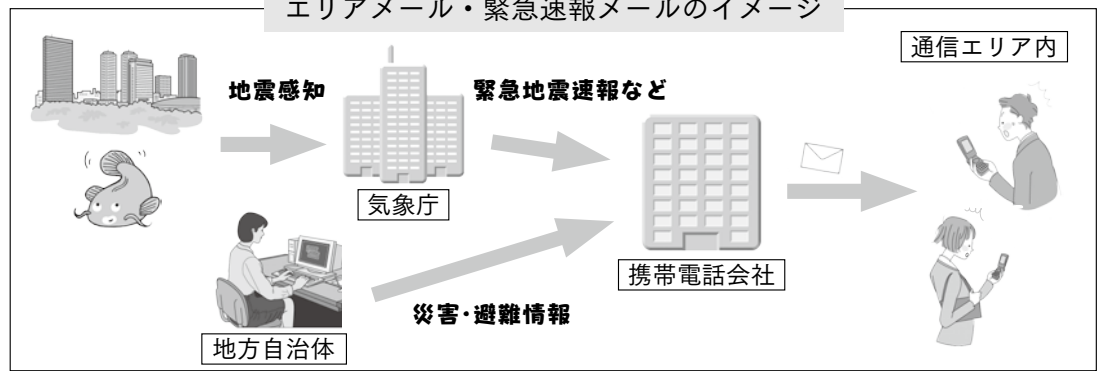 エリアメール・緊急速報メールのイメージ
通信エリア内
地震感知
緊急地震速報など
気象庁
携帯電話会社
災害･避難情報
地方自治体